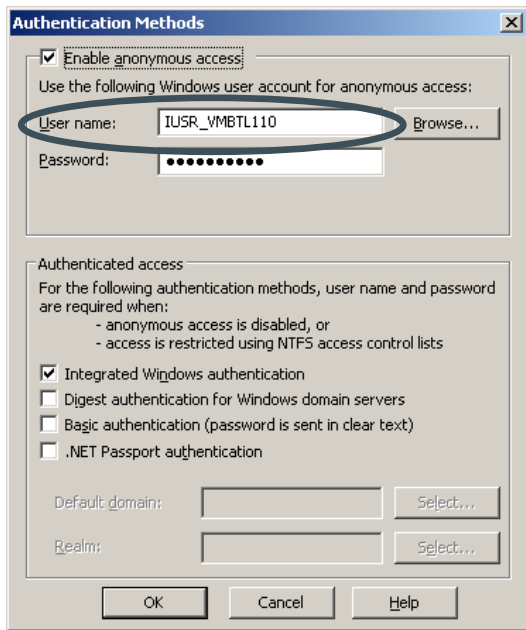 Authentication Methods
Enable anonymous access
Use the following Windows user account for anonymous access:
User name: IUSR_VMBTL110 Browse...
Password: ●●●●●●●●●●
Authenticated access
For the following authentication methods, user name and password
are required when:
- anonymous access is disabled, or
- access is restricted using NTFS access control lists
Integrated Windows authentication
Digest authentication for Windows domain servers
Basic authentication (password is sent in clear text)
.NET Passport authentication
Default domain: Select...
Realm: Select...
OK Cancel Help